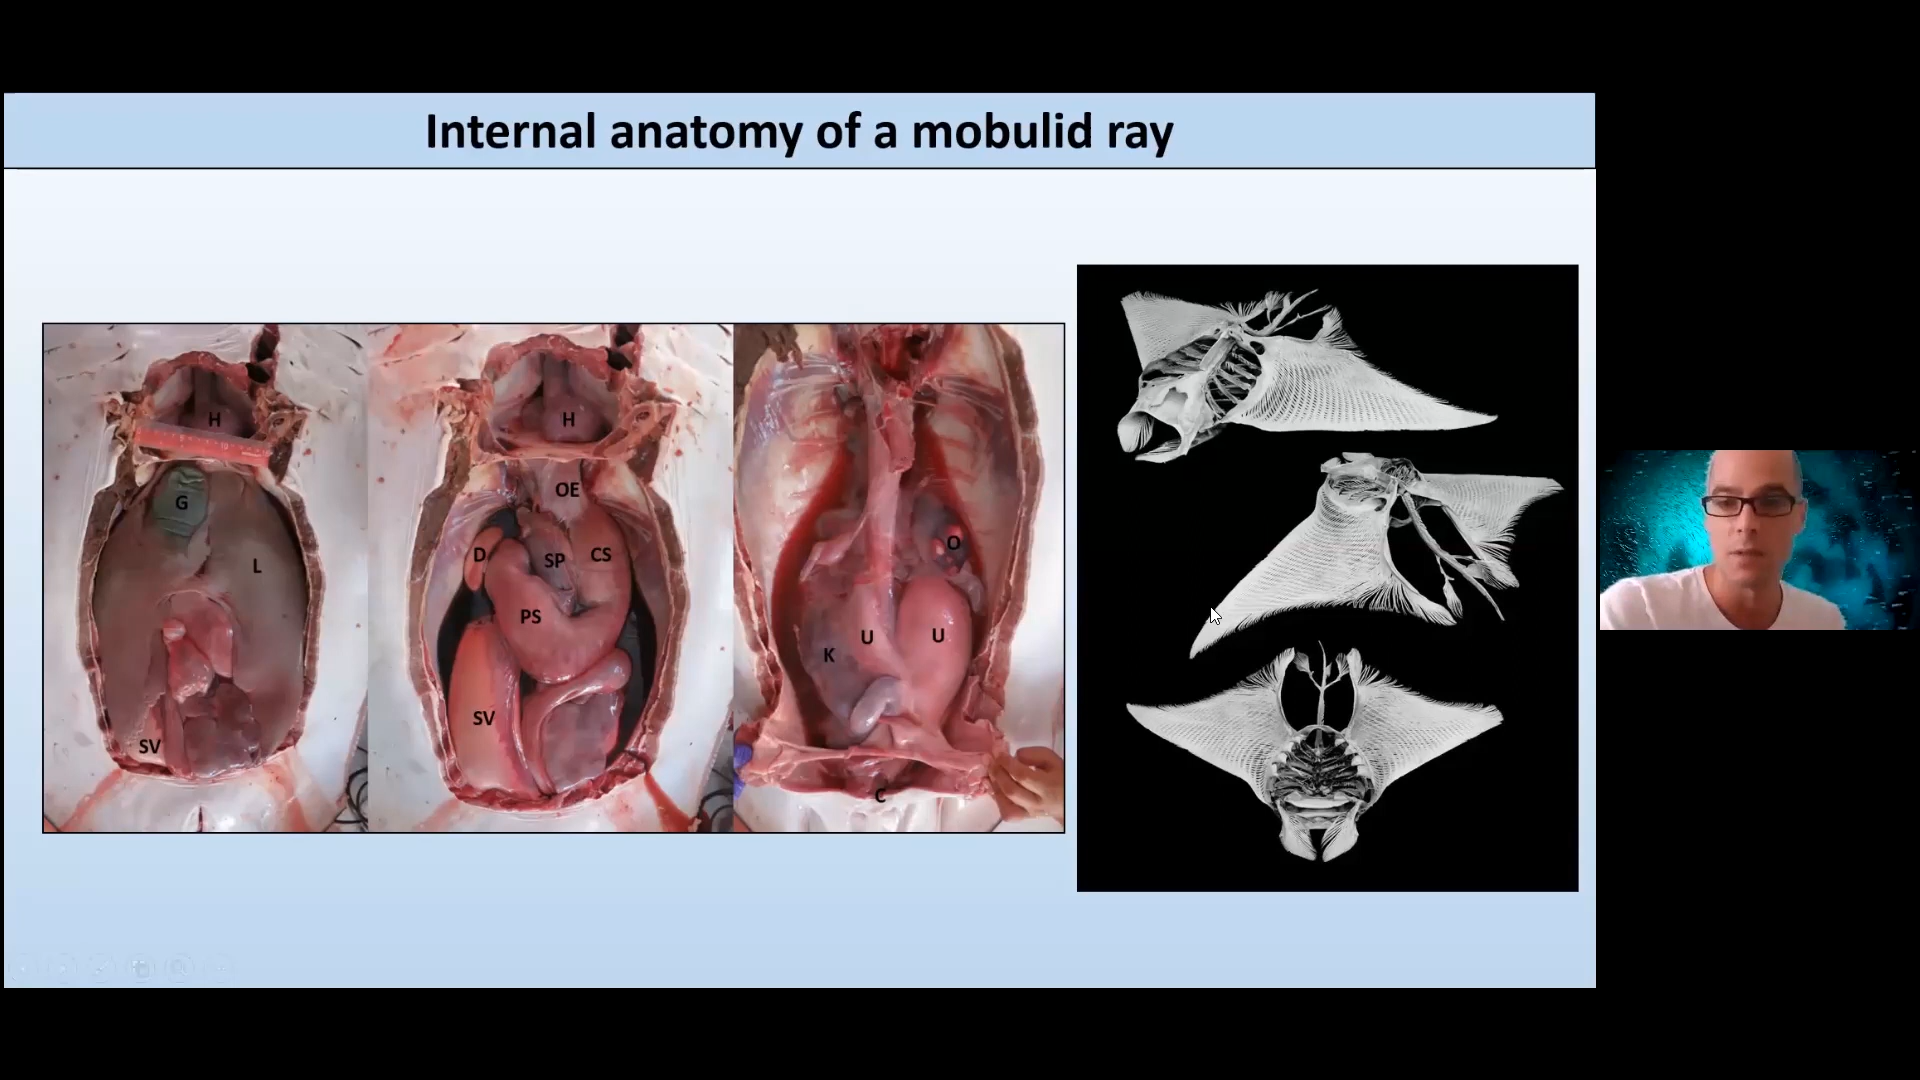 Internal anatomy of a mobulid ray
H
G
L
SV
H
OE
D
SP
CS
PS
SV
O
U
U
K
C